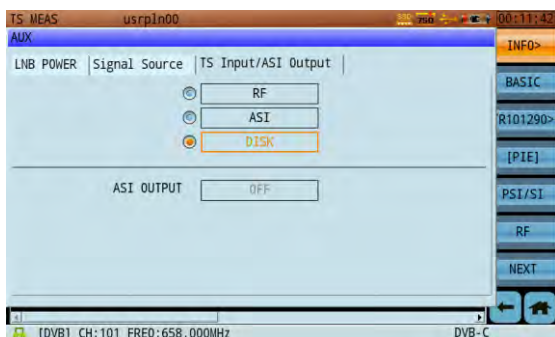 TS MEAS usrpln00 750 00:11:42
AUX
LNB POWER Signal Source TS Input/ASI Output
RF
ASI
DISK
ASI OUTPUT OFF
INFO>
BASIC
R101290>
[PIE]
PSI/SI
RF
NEXT
[DVB] CH:101 FREQ:658.000MHz DVB-C